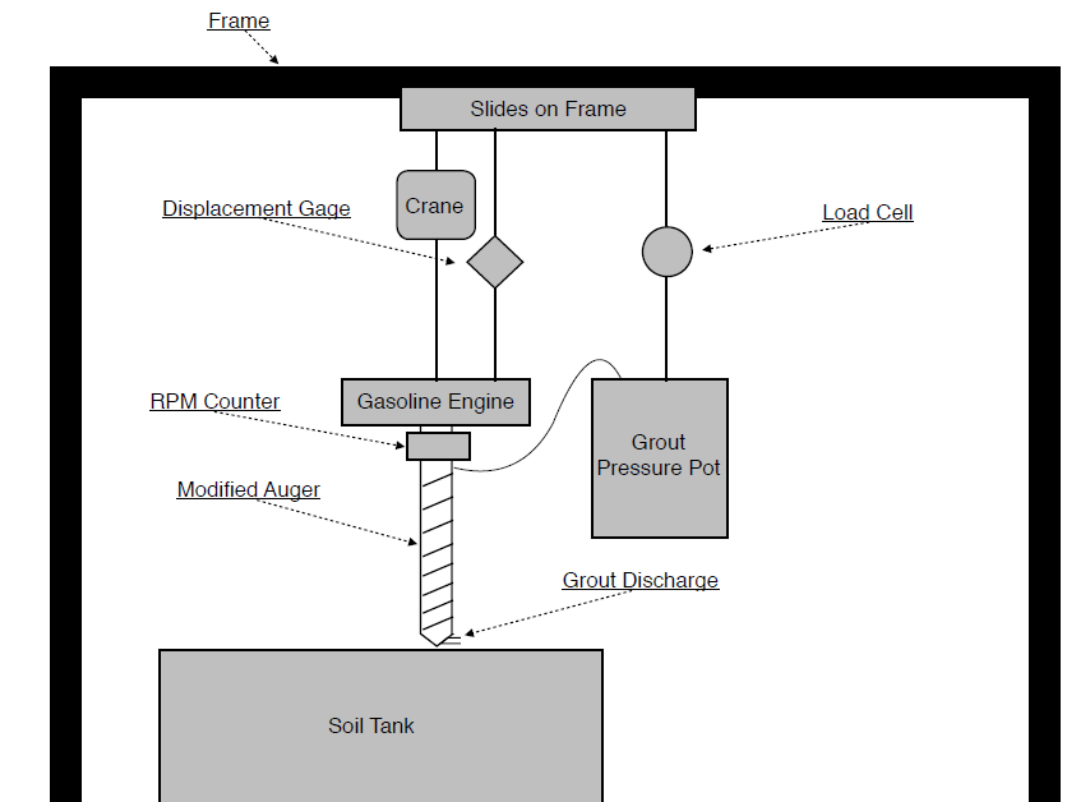 Frame
Slides on Frame
Crane
Displacement Gage
Load Cell
RPM Counter
Gasoline Engine
Grout
Pressure Pot
Modified Auger
Grout Discharge
Soil Tank